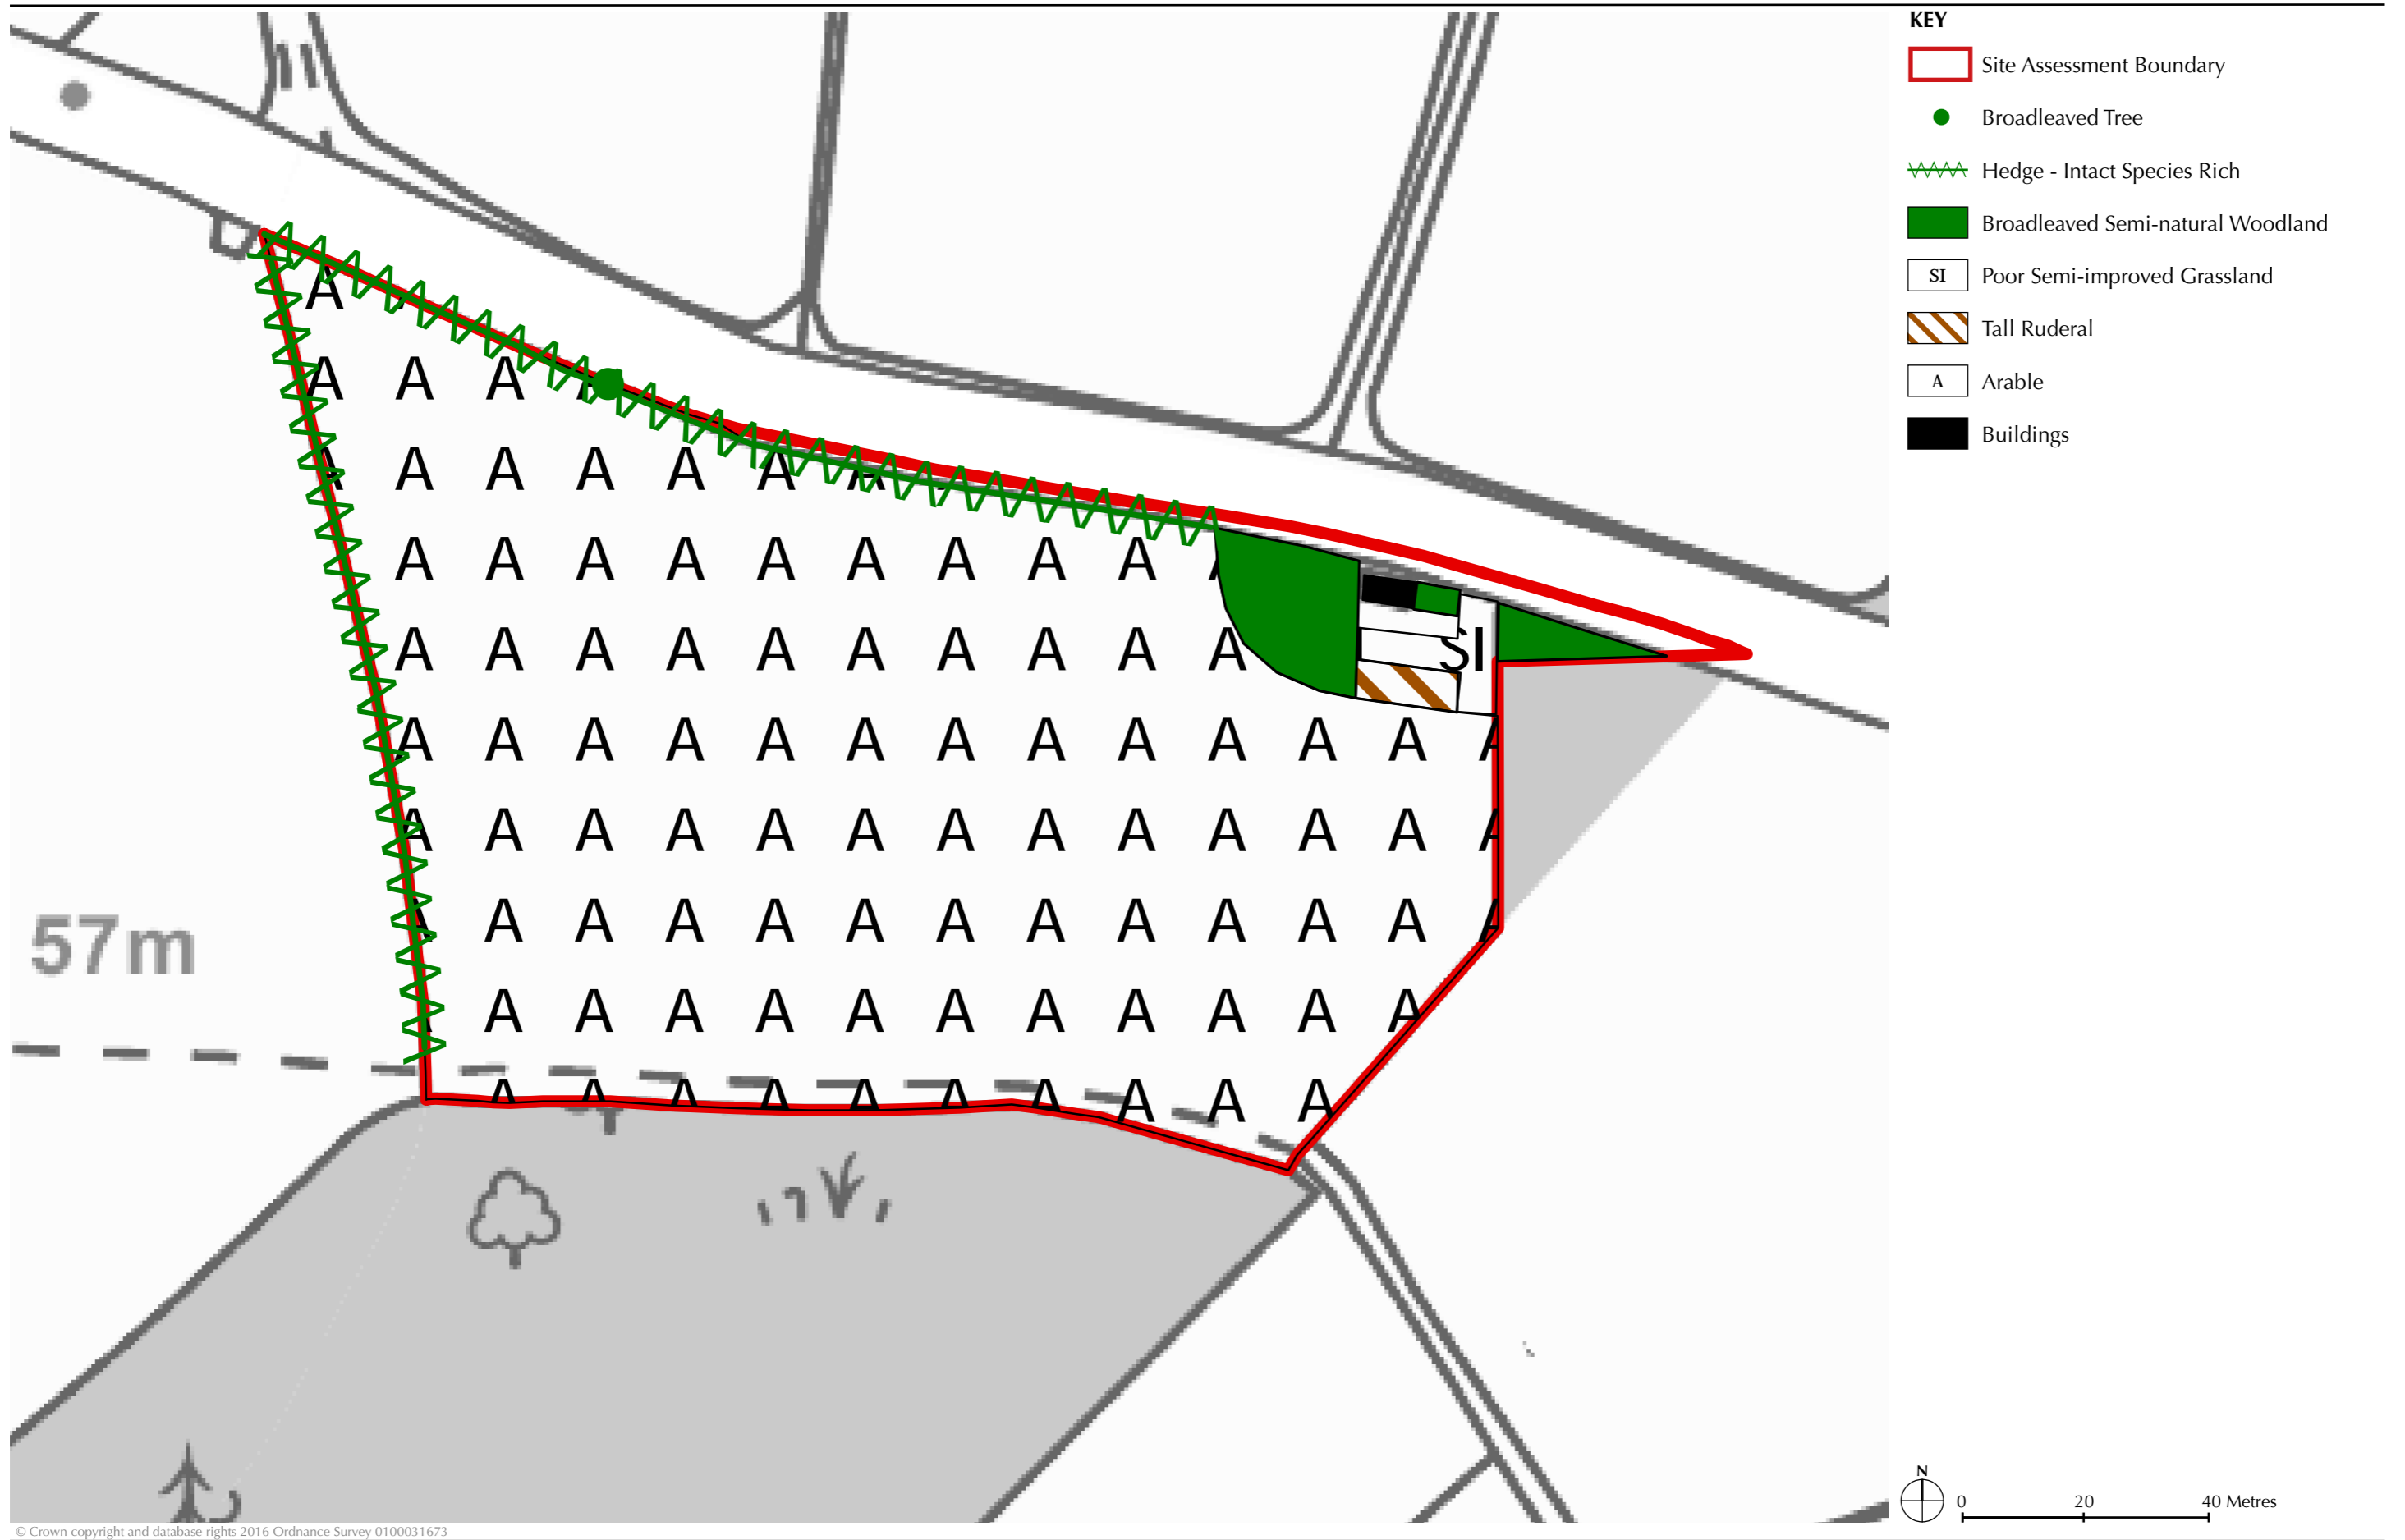 KEY
Site Assessment Boundary
Broadleaved Tree
Hedge - Intact Species Rich
Broadleaved Semi-natural Woodland
SI Poor Semi-improved Grassland
Tall Ruderal
A Arable
Buildings
A
A A A A
A A A A A A A
A A A A A A A A A
A A A A A A A A A A SI
A A A A A A A A A A A A A
A A A A A A A A A A A A A
A A A A A A A A A A A A A
57m
A A A A A A A A A A A
A A A A A A A A A A
N
0 20 40 Metres
© Crown copyright and database rights 2016 Ordnance Survey 0100031673